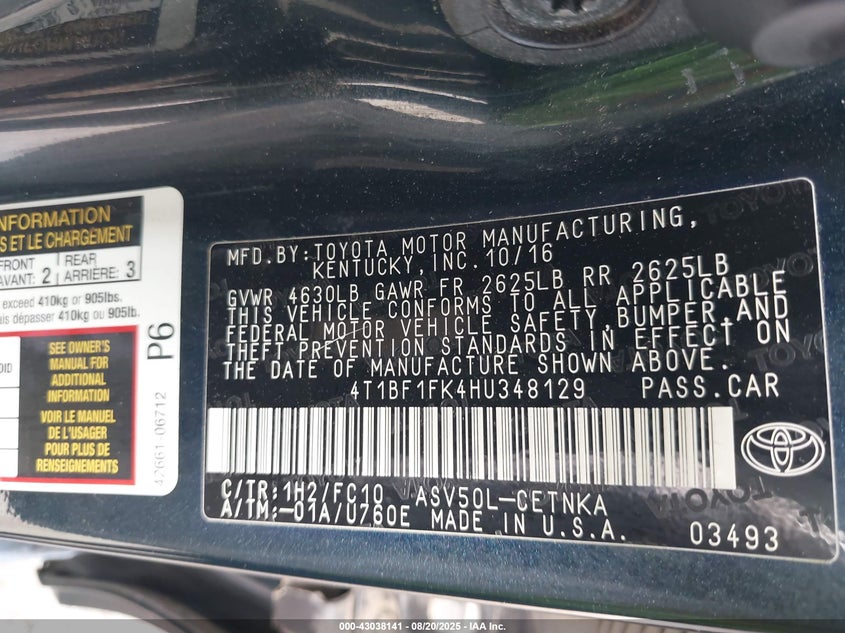 NFORMATION
S ET LE CHARGEMENT
FRONT
AVANT: 2
REAR
ARRIÈRE: 3
exceed 410kg or 905lbs.
ais dépasser 410kg ou 905lb.
SEE OWNER'S
MANUAL FOR
ADDITIONAL
INFORMATION
VOIR LE MANUEL
DE L'USAGER
POUR PLUS DE
RENSEIGNEMENTS
P6
42661-06712
MFD.BY:TOYOTA MOTOR MANUFACTURING,
KENTUCKY,INC.10/16
GVWR 4630LB GAWR FR 2625LB RR 2625LB
THIS VEHICLE CONFORMS TO ALL APPLICABLE
FEDERAL MOTOR VEHICLE SAFETY,BUMPER,AND
THEFT PREVENTION STANDARDS IN EFFECT ON
THE DATE OF MANUFACTURE SHOWN ABOVE.
4T1BF1FK4HU348129 PASS.CAR
C/TR:1H2/FC10 ASV50L-CETNKA
A/TM:-01A/U760E MADE IN U.S.A.
03493
000-43038141 - 08/20/2025 - IAA, Inc.